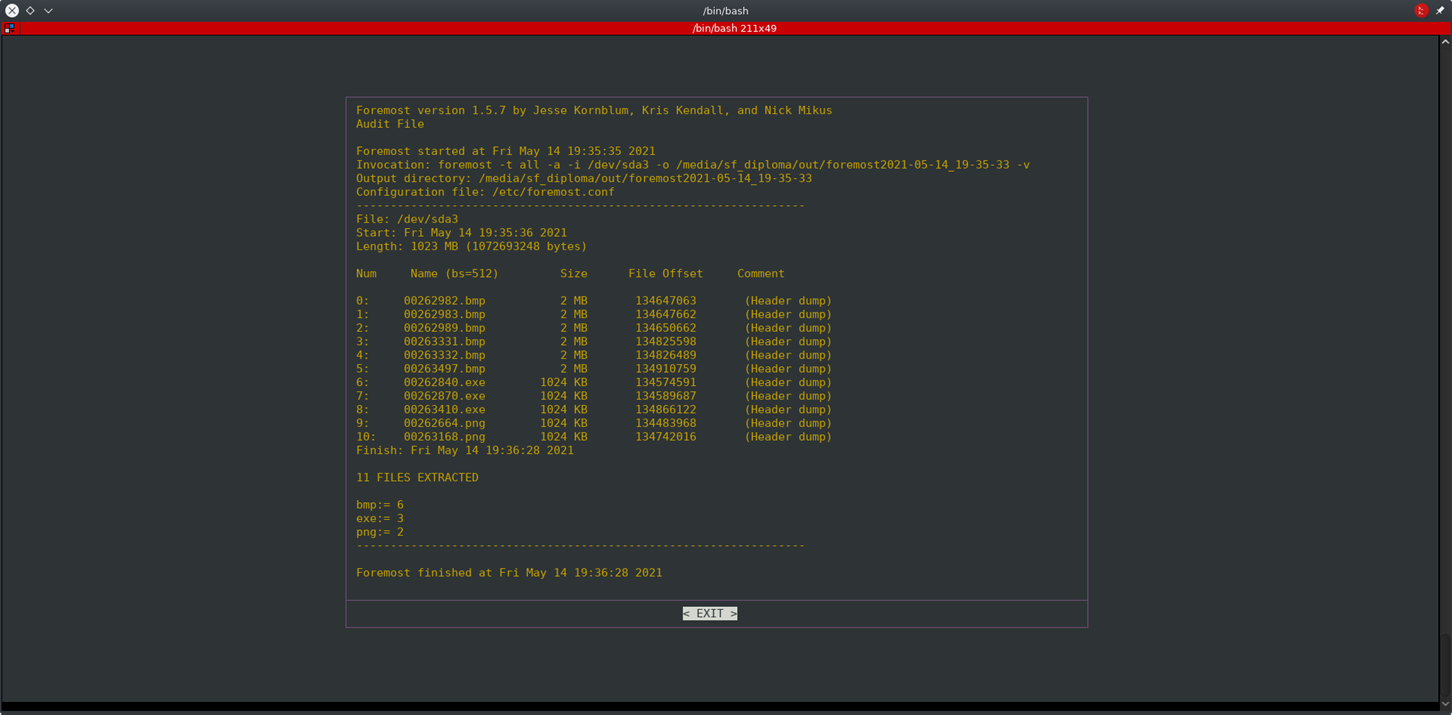 /bin/bash
/bin/bash 211x49
Foremost version 1.5.7 by Jesse Kornblum, Kris Kendall, and Nick Mikus
Audit File
Foremost started at Fri May 14 19:35:35 2021
Invocation: foremost -t all -a -i /dev/sda3 -o /media/sf_diploma/out/foremost2021-05-14_19-35-33 -v
Output directory: /media/sf_diploma/out/foremost2021-05-14_19-35-33
Configuration file: /etc/foremost.conf
------------------------------------------------------------------
File: /dev/sda3
Start: Fri May 14 19:35:36 2021
Length: 1023 MB (1072693248 bytes)
Num Name (bs=512) Size File Offset Comment
0: 00262982.bmp 2 MB 134647063 (Header dump)
1: 00262983.bmp 2 MB 134647662 (Header dump)
2: 00262989.bmp 2 MB 134650662 (Header dump)
3: 00263331.bmp 2 MB 134825598 (Header dump)
4: 00263332.bmp 2 MB 134826489 (Header dump)
5: 00263497.bmp 2 MB 134910759 (Header dump)
6: 00262840.exe 1024 KB 134574591 (Header dump)
7: 00262870.exe 1024 KB 134589687 (Header dump)
8: 00263410.exe 1024 KB 134866122 (Header dump)
9: 00262664.png 1024 KB 134483968 (Header dump)
10: 00263168.png 1024 KB 134742016 (Header dump)
Finish: Fri May 14 19:36:28 2021
11 FILES EXTRACTED
bmp:= 6
exe:= 3
png:= 2
------------------------------------------------------------------
Foremost finished at Fri May 14 19:36:28 2021
< EXIT >